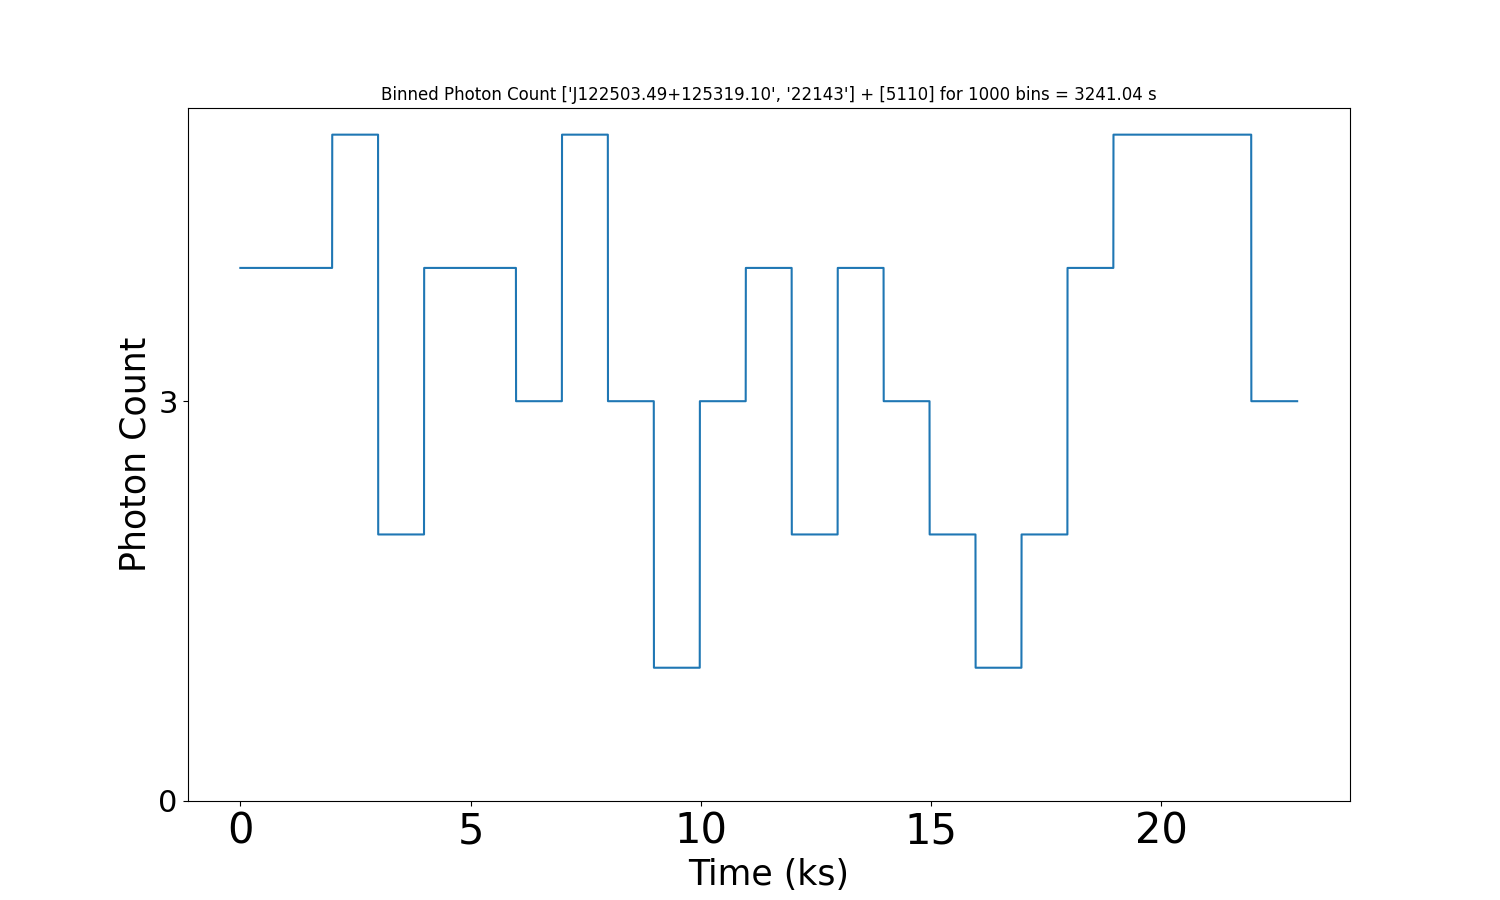 Binned Photon Count ['J122503.49+125319.10', '22143'] + [5110] for 1000 bins = 3241.04 s
Photon Count
3
0
0 5 10 15 20
Time (ks)